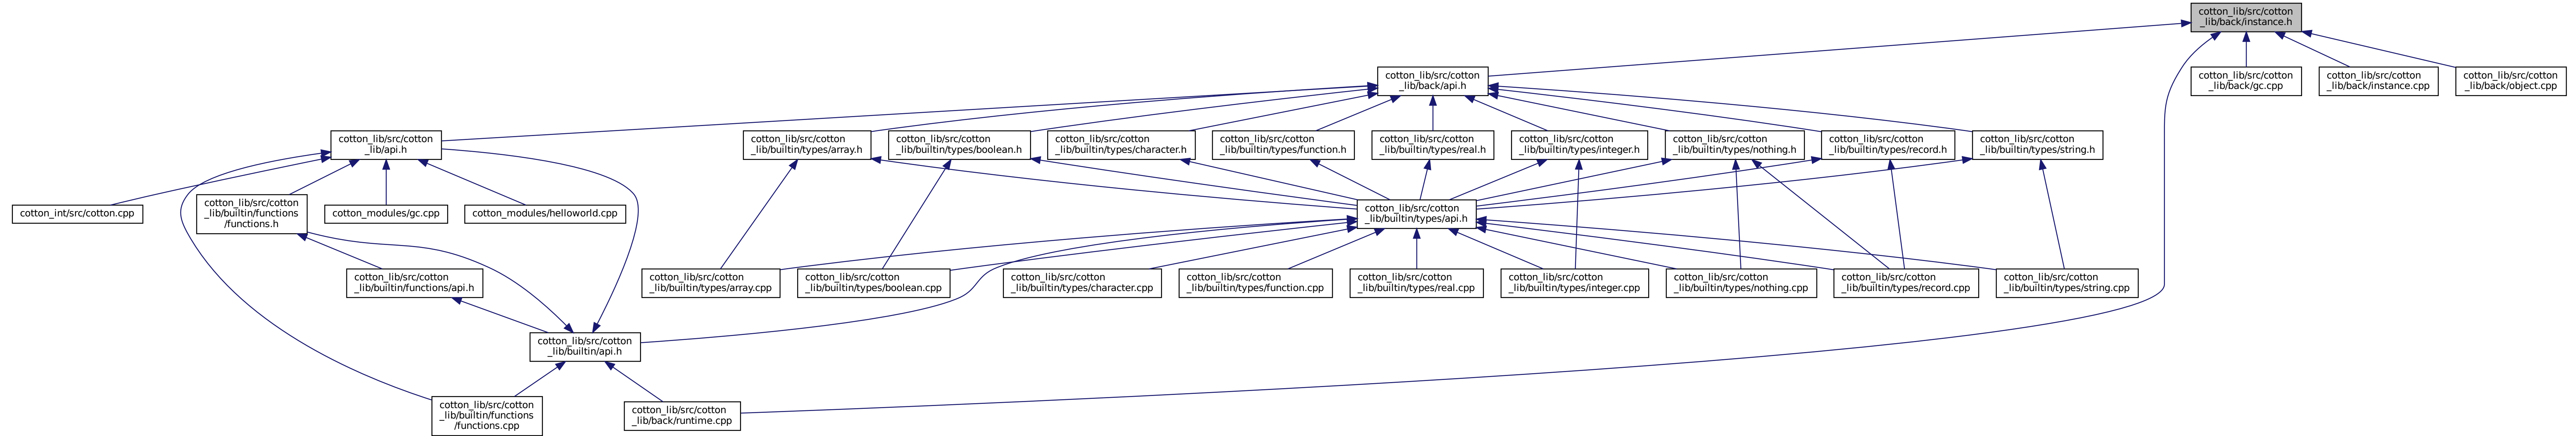 cotton_lib/src/cotton
_lib/back/instance.h
cotton_lib/src/cotton
_lib/back/api.h
cotton_lib/src/cotton
_lib/back/gc.cpp
cotton_lib/src/cotton
_lib/back/instance.cpp
cotton_lib/src/cotton
_lib/back/object.cpp
cotton_lib/src/cotton
_lib/api.h
cotton_lib/src/cotton
_lib/builtin/types/array.h
cotton_lib/src/cotton
_lib/builtin/types/boolean.h
cotton_lib/src/cotton
_lib/builtin/types/character.h
cotton_lib/src/cotton
_lib/builtin/types/function.h
cotton_lib/src/cotton
_lib/builtin/types/real.h
cotton_lib/src/cotton
_lib/builtin/types/integer.h
cotton_lib/src/cotton
_lib/builtin/types/nothing.h
cotton_lib/src/cotton
_lib/builtin/types/record.h
cotton_lib/src/cotton
_lib/builtin/types/string.h
cotton_int/src/cotton.cpp
cotton_lib/src/cotton
_lib/builtin/functions
/functions.h
cotton_modules/gc.cpp
cotton_modules/helloworld.cpp
cotton_lib/src/cotton
_lib/builtin/types/api.h
cotton_lib/src/cotton
_lib/builtin/functions/api.h
cotton_lib/src/cotton
_lib/builtin/types/array.cpp
cotton_lib/src/cotton
_lib/builtin/types/boolean.cpp
cotton_lib/src/cotton
_lib/builtin/types/character.cpp
cotton_lib/src/cotton
_lib/builtin/types/function.cpp
cotton_lib/src/cotton
_lib/builtin/types/real.cpp
cotton_lib/src/cotton
_lib/builtin/types/integer.cpp
cotton_lib/src/cotton
_lib/builtin/types/nothing.cpp
cotton_lib/src/cotton
_lib/builtin/types/record.cpp
cotton_lib/src/cotton
_lib/builtin/types/string.cpp
cotton_lib/src/cotton
_lib/builtin/api.h
cotton_lib/src/cotton
_lib/builtin/functions
/functions.cpp
cotton_lib/src/cotton
_lib/back/runtime.cpp